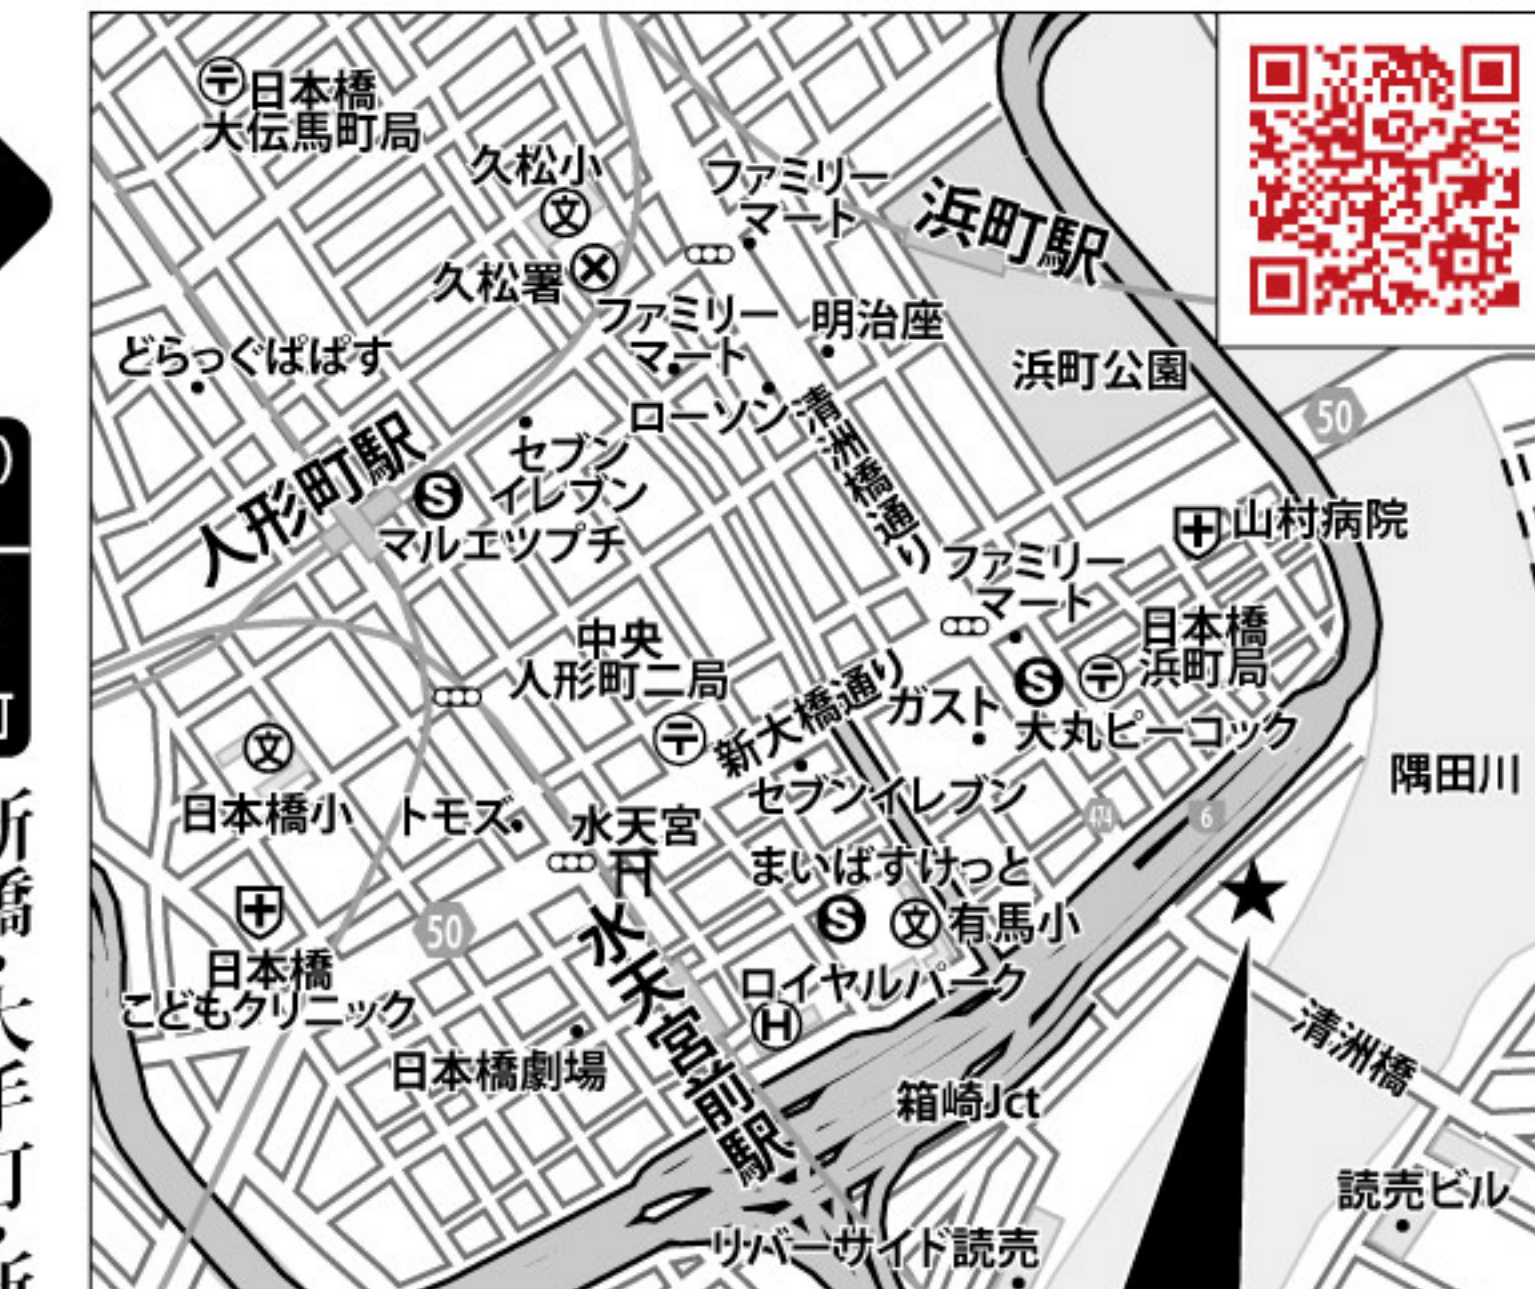 日本橋
大伝馬町局
久松小
文
久松署
ファミリー
マート
浜町駅
ファミリー
マート
明治座
浜町公園
どらっぐぱぱす
ローソン
清洲橋通り
50
セブン
イレブン
人形町駅
S
マルエツプチ
山村病院
ファミリー
マート
中央
人形町二局
日本橋
浜町局
S
ガスト
大丸ピーコック
新大橋通り
セブンイレブン
文
日本橋小
トモズ
水天宮
474
6
隅田川
まいばすけっと
S
文
有馬小
50
日本橋
こどもクリニック
水天宮前駅
ロイヤルパーク
H
日本橋劇場
箱崎Jct
清洲橋
読売ビル
リバーサイド読売
橋・大手町・